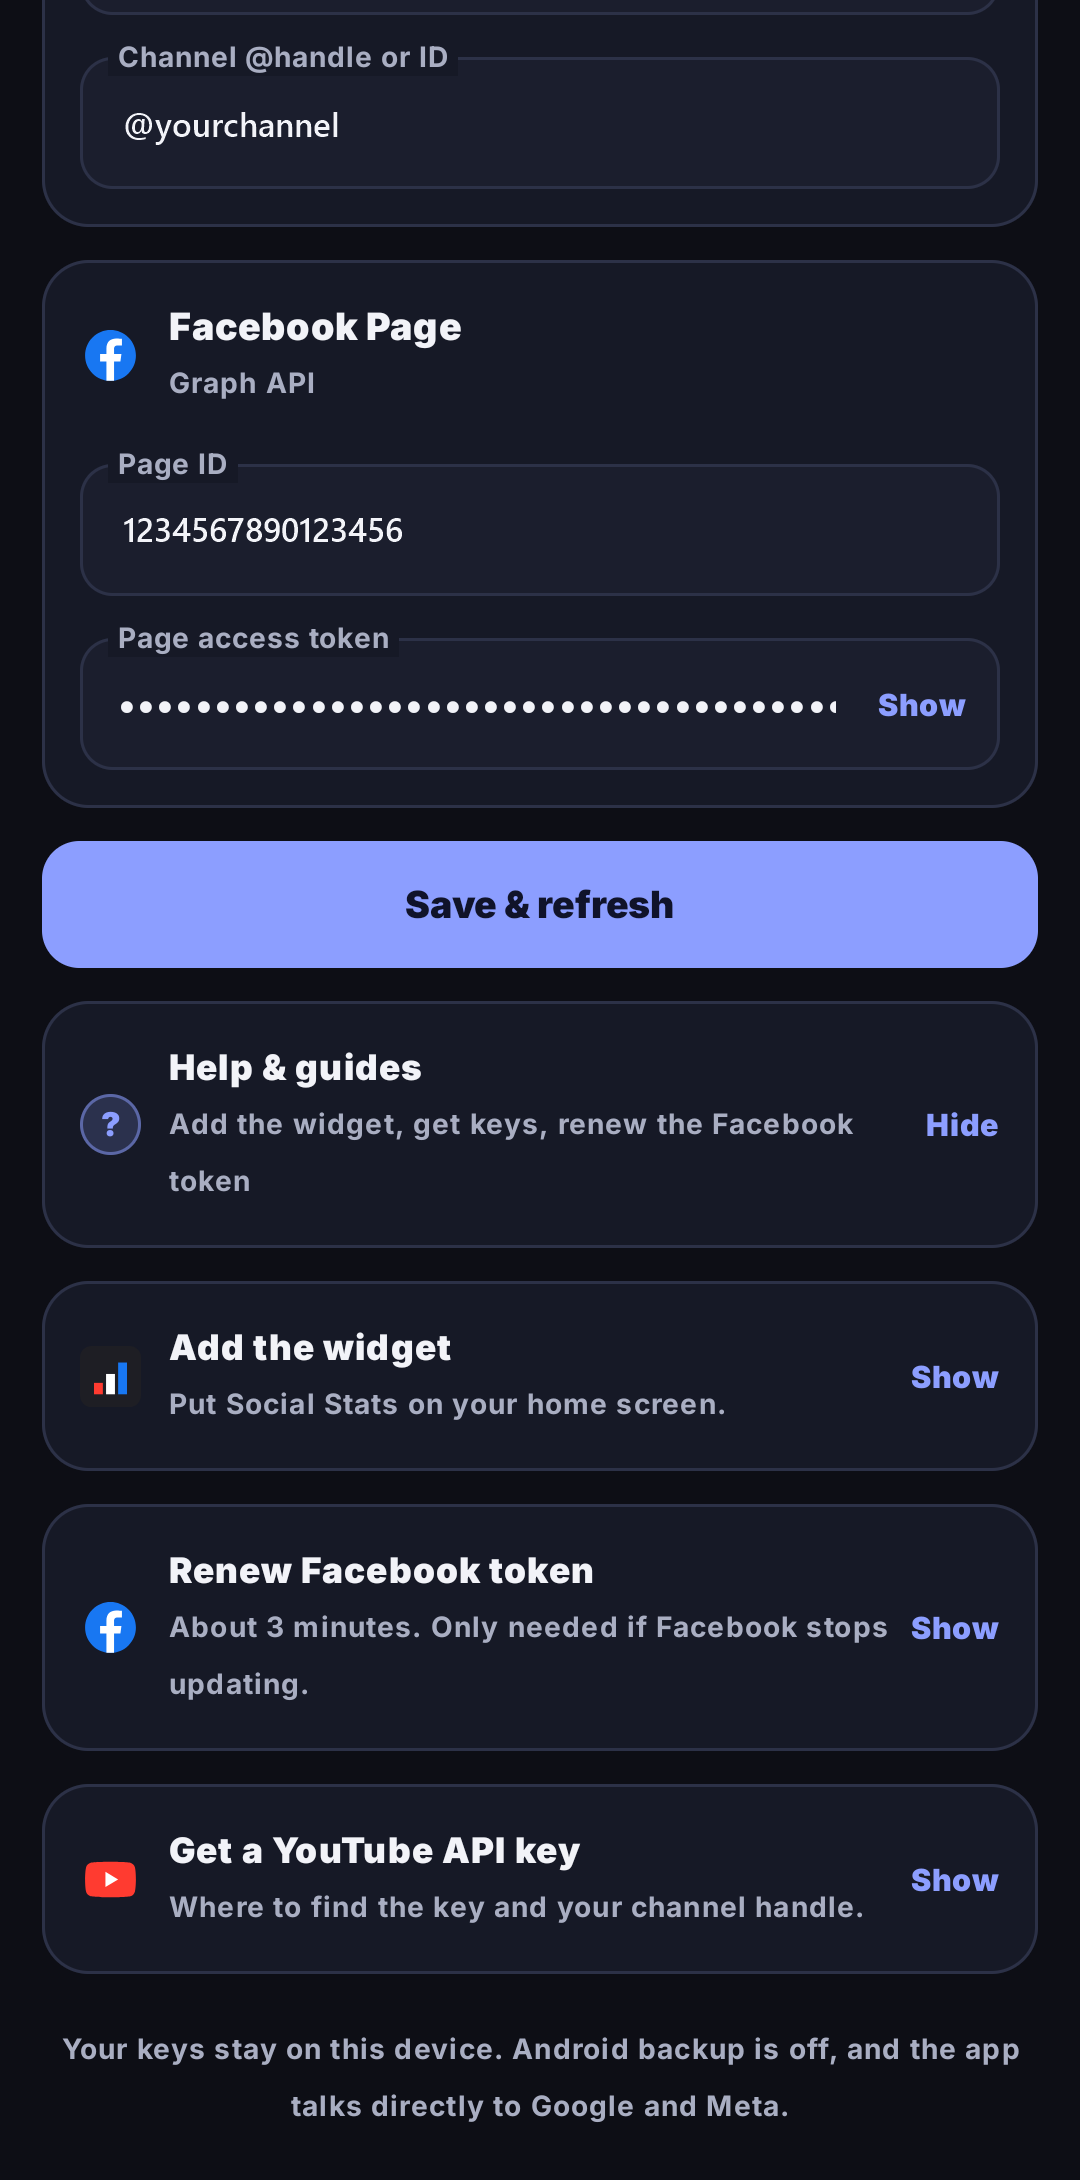 Channel @handle or ID
@yourchannel
Facebook Page
Graph API
Page ID
1234567890123456
Page access token
Show
Save & refresh
Help & guides
Add the widget, get keys, renew the Facebook
token
Hide
Add the widget
Put Social Stats on your home screen.
Show
Renew Facebook token
About 3 minutes. Only needed if Facebook stops
updating.
Show
Get a YouTube API key
Where to find the key and your channel handle.
Show
Your keys stay on this device. Android backup is off, and the app
talks directly to Google and Meta.